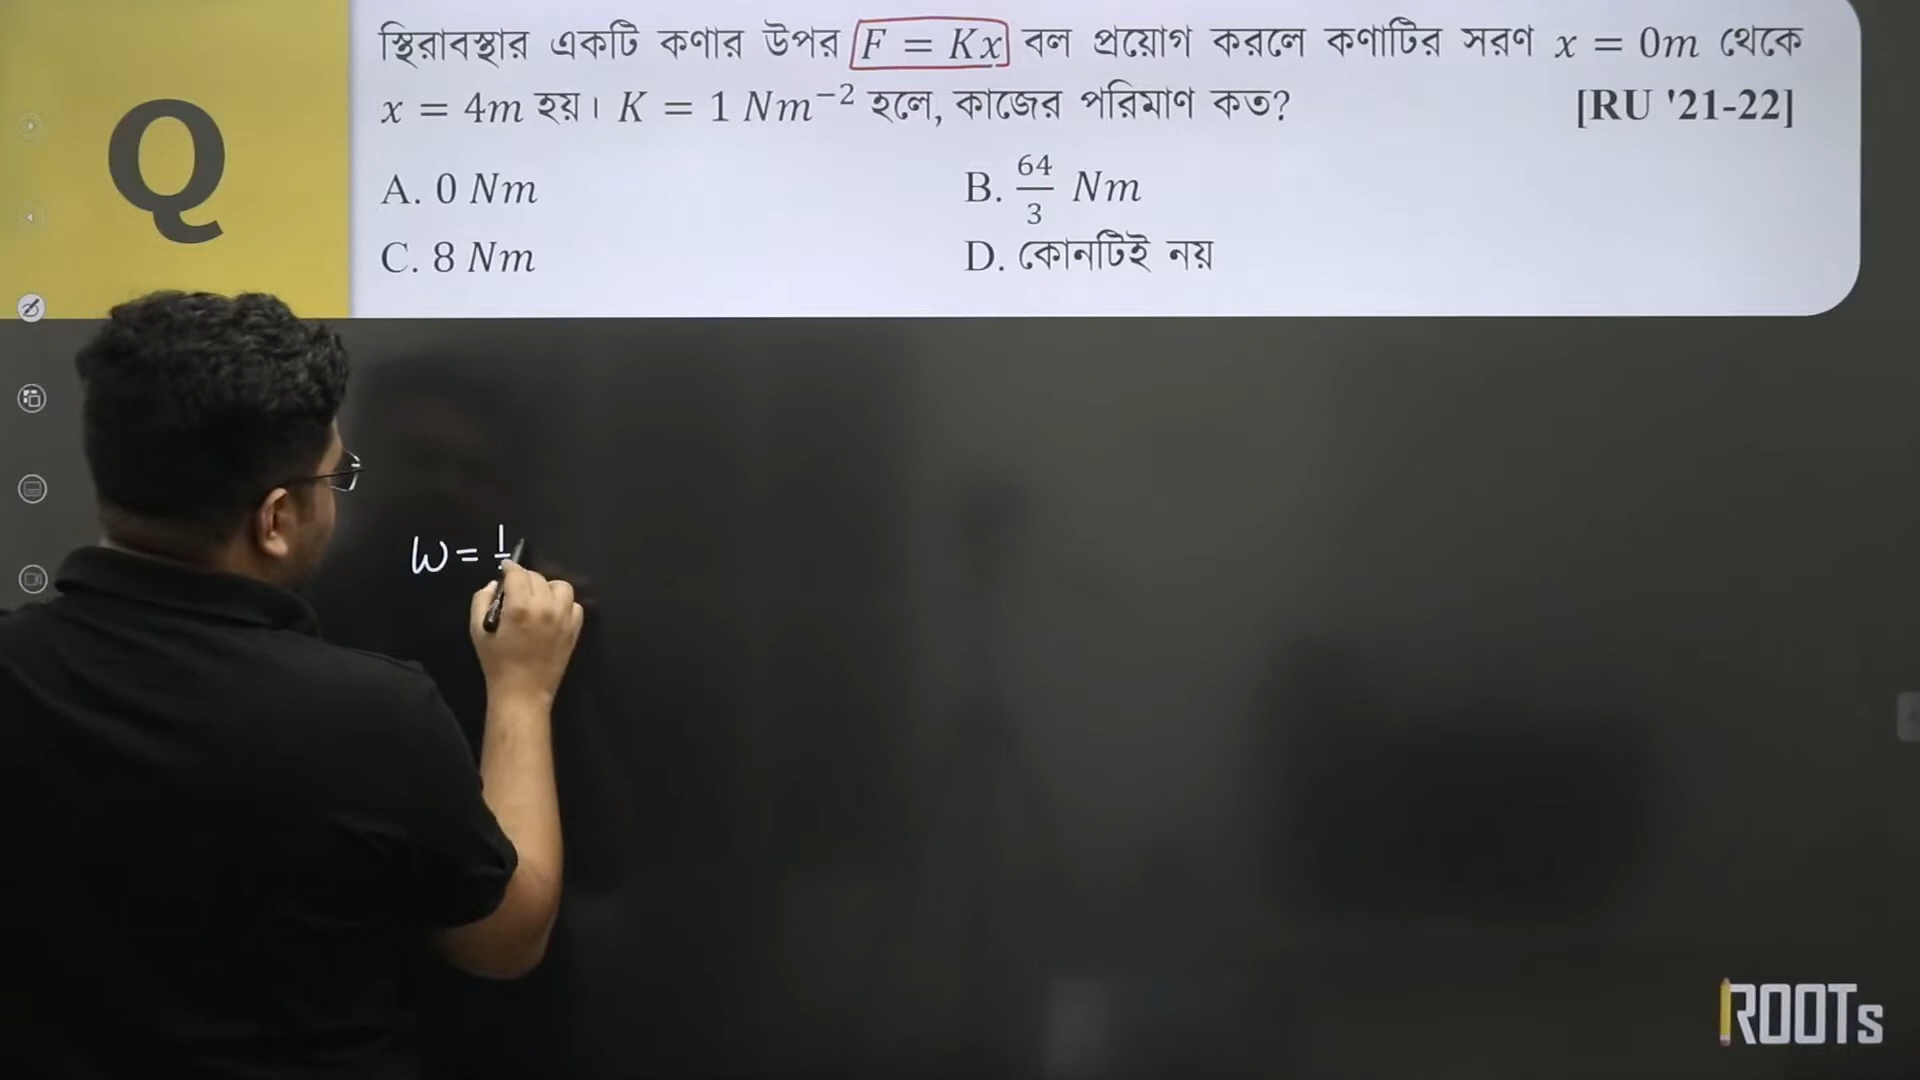 স্থিরাবস্থার একটি কণার উপর F = Kx বল প্রয়োগ করলে কণাটির সরণ x = 0m থেকে
x = 4m হয়। K = 1 Nm⁻² হলে, কাজের পরিমাণ কত? [RU '21-22]
Q
A. 0 Nm B. 64/3 Nm
C. 8 Nm D. কোনটিই নয়
W = 1
ROOTs